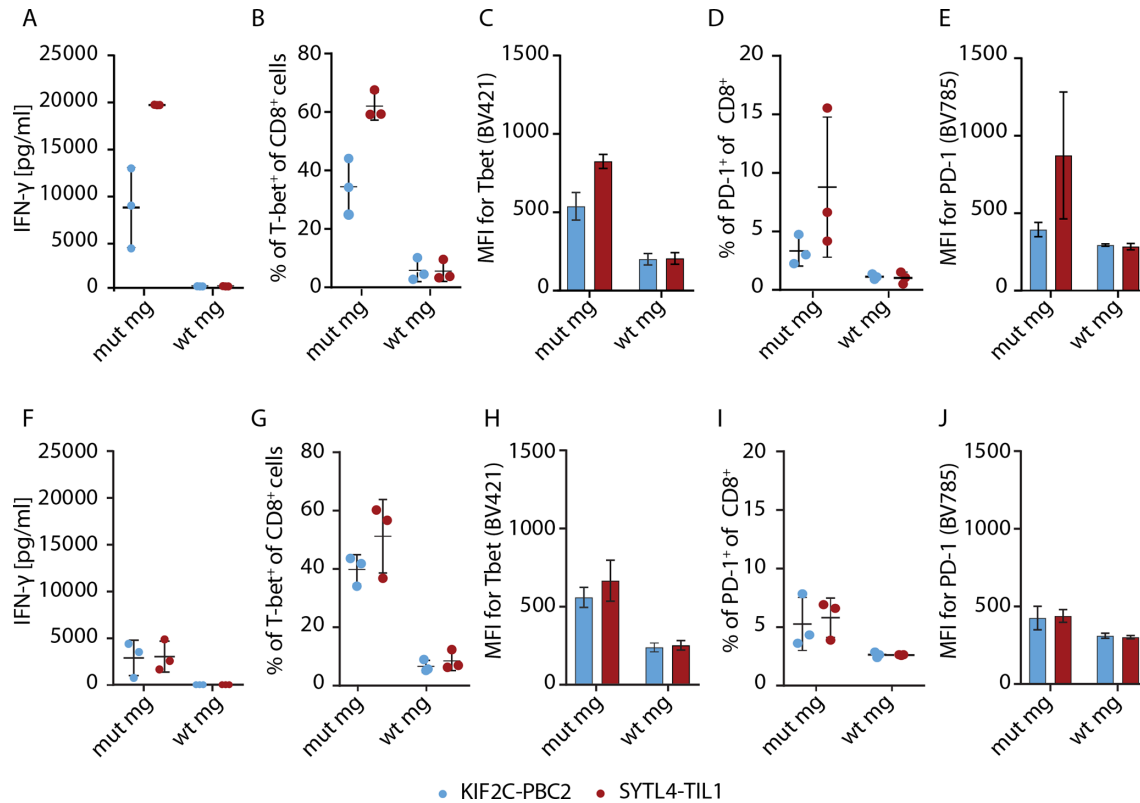 A
IFN-γ [pg/ml]
25000
20000
15000
10000
5000
0
mut mg
wt mg
B
% of T-bet⁺ of CD8⁺ cells
80
60
40
20
0
mut mg
wt mg
C
MFI for Tbet (BV421)
1500
1000
500
0
mut mg
wt mg
D
% of PD-1⁺ of CD8⁺
20
15
10
5
0
mut mg
wt mg
E
MFI for PD-1 (BV785)
1500
1000
500
0
mut mg
wt mg
F
IFN-γ [pg/ml]
25000
20000
15000
10000
5000
0
mut mg
wt mg
G
% of T-bet⁺ of CD8⁺ cells
80
60
40
20
0
mut mg
wt mg
H
MFI for Tbet (BV421)
1500
1000
500
0
mut mg
wt mg
I
% of PD-1⁺ of CD8⁺
20
15
10
5
0
mut mg
wt mg
J
MFI for PD-1 (BV785)
1500
1000
500
0
mut mg
wt mg
KIF2C-PBC2
SYTL4-TIL1